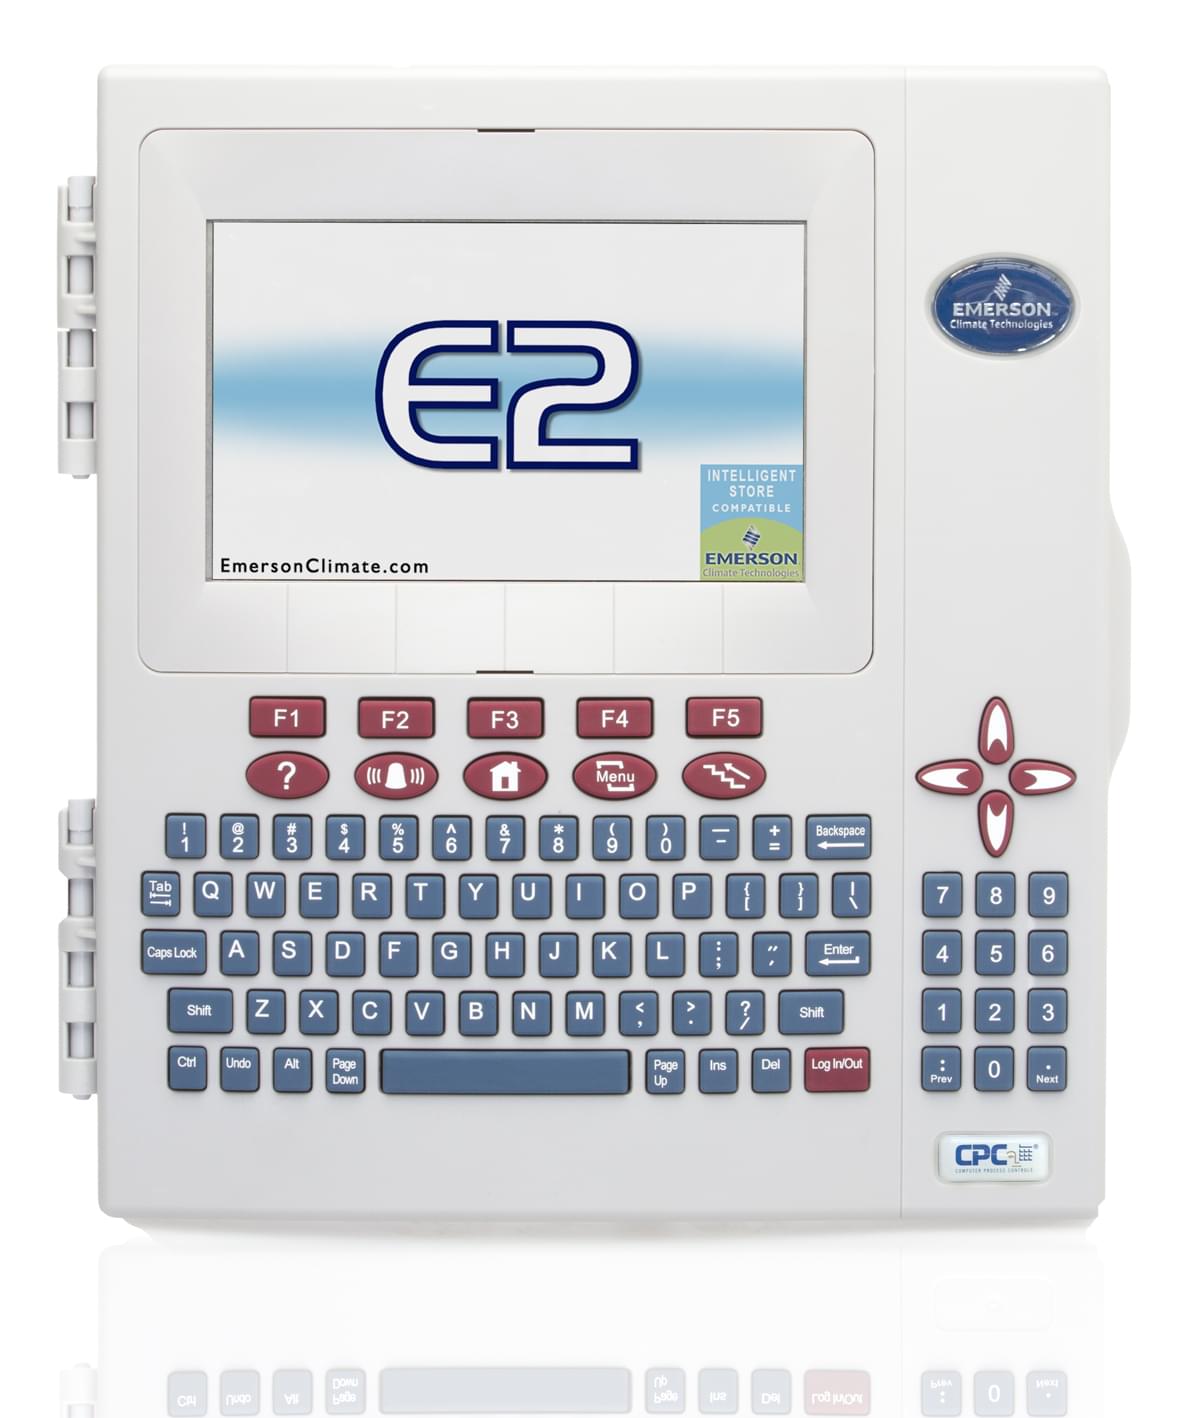 E2
INTELLIGENT
STORE
COMPATIBLE
EMERSON
Climate Technologies
EmersonClimate.com
EMERSON
Climate Technologies
F1 F2 F3 F4 F5
? Menu
! @ # $ % ^ & * ( ) — + Backspace
1 2 3 4 5 6 7 8 9 0 - =
Tab Q W E R T Y U I O P { } |
[ ] \
Caps Lock A S D F G H J K L : " Enter
; ,
Shift Z X C V B N M < > ? Shift
, . /
Ctrl Undo Alt Page Down Page Up Ins Del Log In/Out
7 8 9
4 5 6
1 2 3
: 0 .
Prev Next
CPC
COMPUTER PROCESS CONTROLS